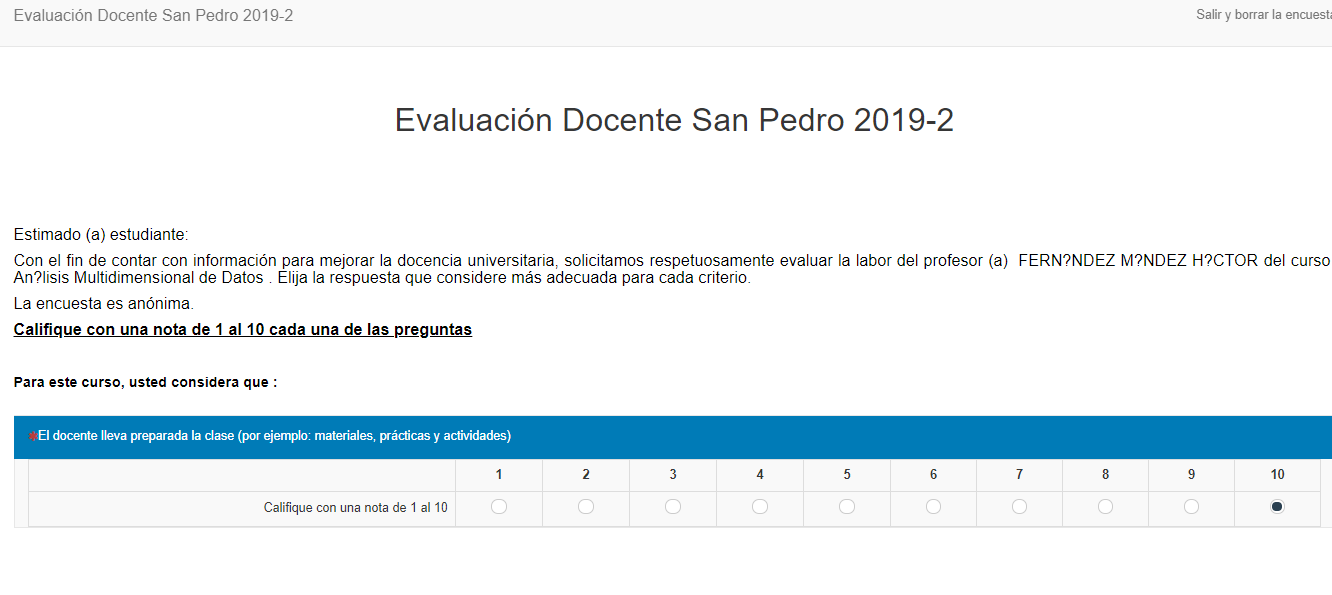 Evaluación Docente San Pedro 2019-2
Salir y borrar la encuesta
Evaluación Docente San Pedro 2019-2
Estimado (a) estudiante:
Con el fin de contar con información para mejorar la docencia universitaria, solicitamos respetuosamente evaluar la labor del profesor (a) FERN?NDEZ M?NDEZ H?CTOR del curso
An?lisis Multidimensional de Datos . Elija la respuesta que considere más adecuada para cada criterio.
La encuesta es anónima.
Califique con una nota de 1 al 10 cada una de las preguntas
Para este curso, usted considera que :
*El docente lleva preparada la clase (por ejemplo: materiales, prácticas y actividades)
1 2 3 4 5 6 7 8 9 10
Califique con una nota de 1 al 10